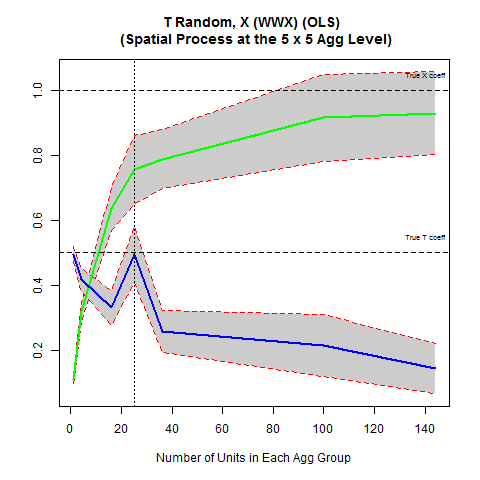 T Random, X (WWX) (OLS)
(Spatial Process at the 5 x 5 Agg Level)
True X coeff
True T coeff
1.0
0.8
0.6
0.4
0.2
0 20 40 60 80 100 120 140
Number of Units in Each Agg Group